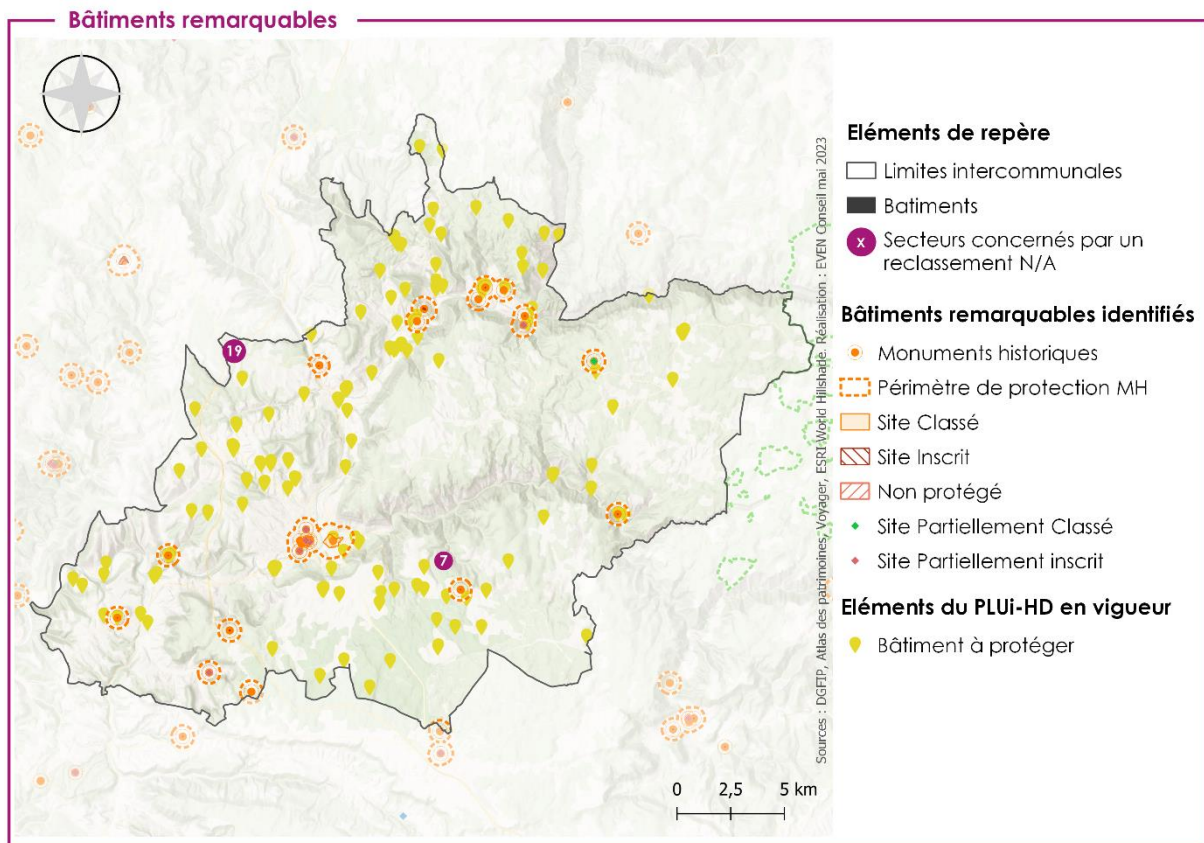 Bâtiments remarquables
19
7
0 2,5 5 km
Sources : DGFIP, Atlas des patrimoines, Voyager, ESRI World Hillshade. Réalisation : EVEN Conseil mai 2023
Eléments de repère
Limites intercommunales
Batiments
x
Secteurs concernés par un
reclassement N/A
Bâtiments remarquables identifiés
Monuments historiques
Périmètre de protection MH
Site Classé
Site Inscrit
Non protégé
Site Partiellement Classé
Site Partiellement inscrit
Eléments du PLUi-HD en vigueur
Bâtiment à protéger